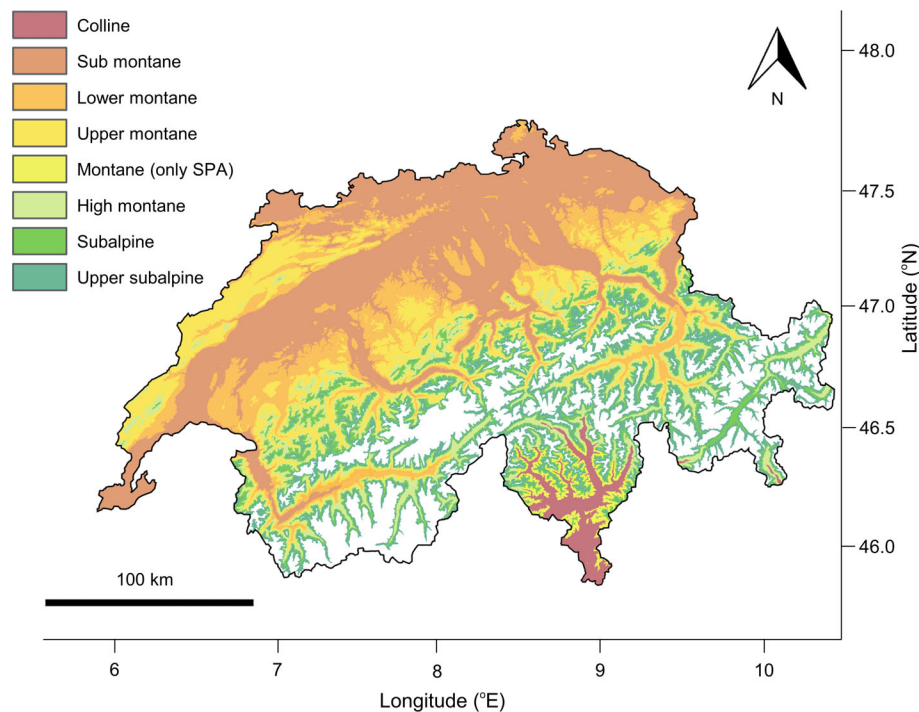 Colline
Sub montane
Lower montane
Upper montane
Montane (only SPA)
High montane
Subalpine
Upper subalpine
N
48.0
47.5
47.0
46.5
46.0
Latitude (°N)
100 km
6 7 8 9 10
Longitude (°E)